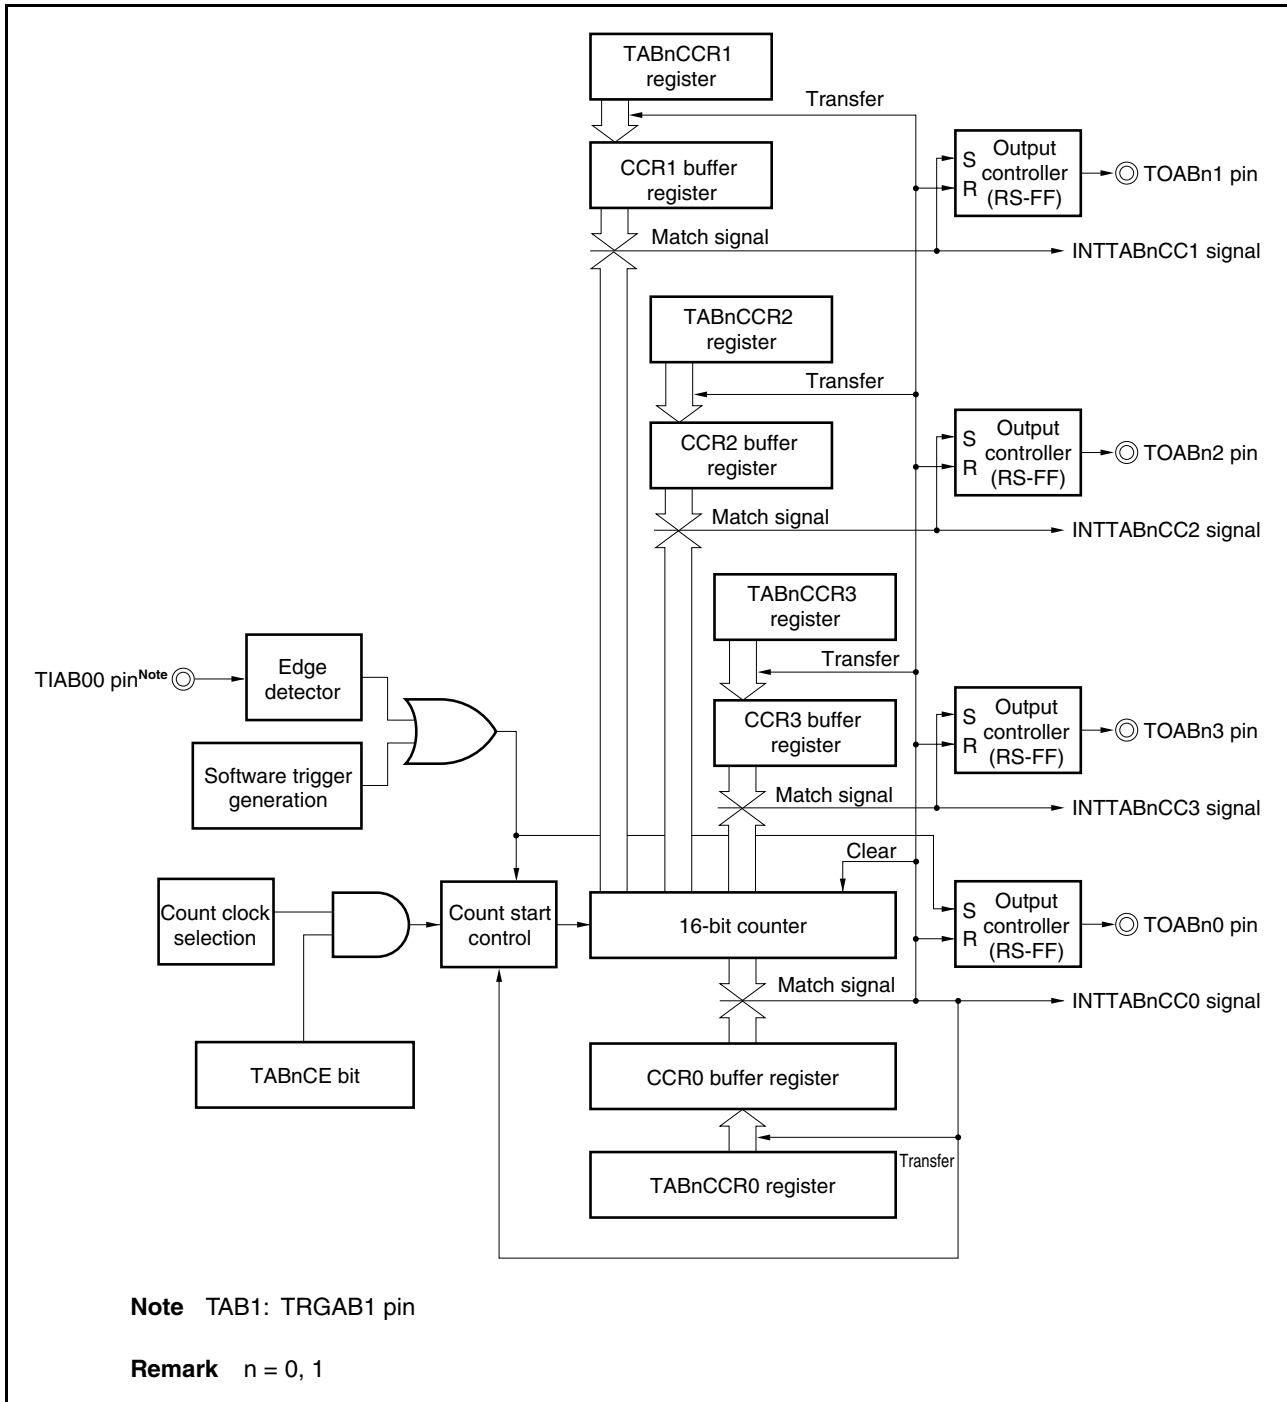 TABnCCR1
register
Transfer
CCR1 buffer
register
S
R
Output
controller
(RS-FF)
TOABn1 pin
Match signal
INTTABnCC1 signal
TABnCCR2
register
Transfer
CCR2 buffer
register
S
R
Output
controller
(RS-FF)
TOABn2 pin
Match signal
INTTABnCC2 signal
TABnCCR3
register
Transfer
TIAB00 pinNote
Edge
detector
CCR3 buffer
register
S
R
Output
controller
(RS-FF)
TOABn3 pin
Software trigger
generation
Match signal
INTTABnCC3 signal
Clear
Count clock
selection
Count start
control
16-bit counter
S
R
Output
controller
(RS-FF)
TOABn0 pin
Match signal
INTTABnCC0 signal
TABnCE bit
CCR0 buffer register
Transfer
TABnCCR0 register
Note TAB1: TRGAB1 pin
Remark n = 0, 1